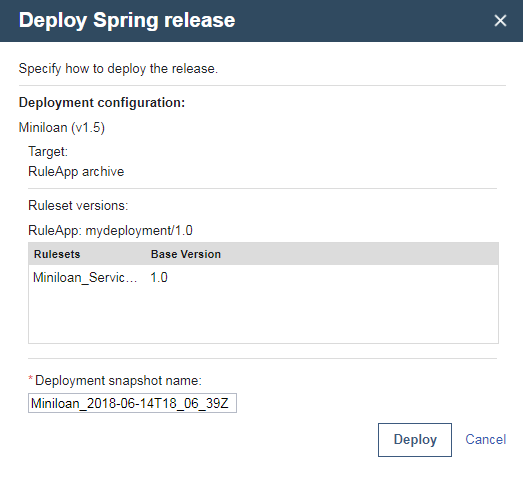 Deploy Spring release
Specify how to deploy the release.
Deployment configuration:
Miniloan (v1.5)
Target:
RuleApp archive
Ruleset versions:
RuleApp: mydeployment/1.0
Rulesets Base Version
Miniloan_Servic... 1.0
*Deployment snapshot name:
Miniloan_2018-06-14T18_06_39Z
Deploy Cancel